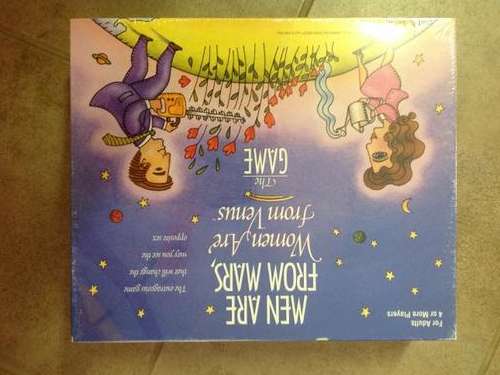 For Adults
4 or More Players
MEN ARE
FROM MARS,
Women Are
from Venus
The
GAME
The outrageous game
that will change the
way you see the
opposite sex